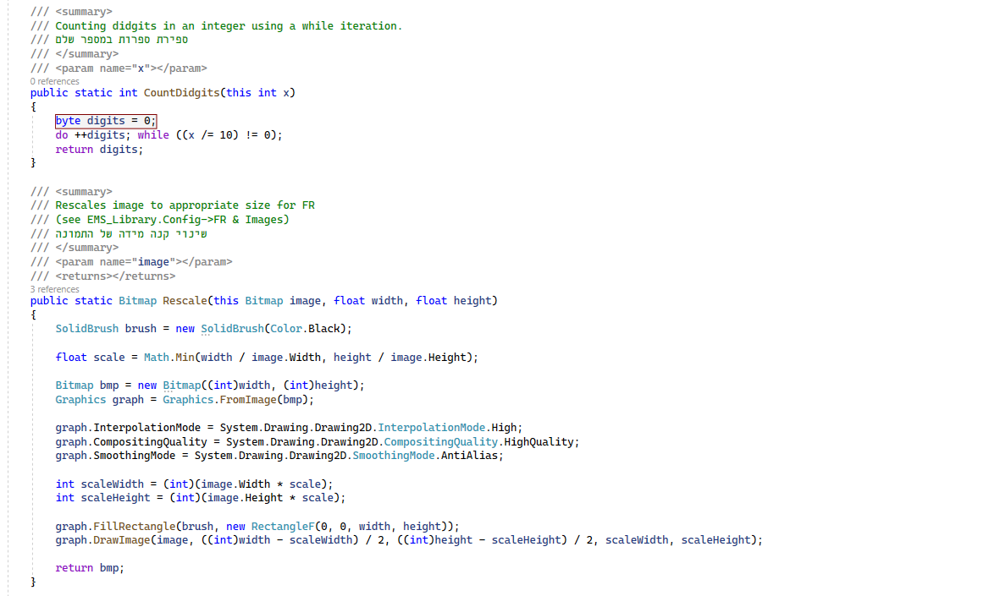 /// <summary>
/// Counting didgits in an integer using a while iteration.
/// ספירת ספרות במספר שלם
/// </summary>
/// <param name="x"></param>
0 references
public static int CountDidgits(this int x)
{
byte digits = 0;
do ++digits; while ((x /= 10) != 0);
return digits;
}
/// <summary>
/// Rescales image to appropriate size for FR
/// (see EMS_Library.Config->FR & Images)
/// שינוי קנה מידה של התמונה
/// </summary>
/// <param name="image"></param>
/// <returns></returns>
3 references
public static Bitmap Rescale(this Bitmap image, float width, float height)
{
SolidBrush brush = new SolidBrush(Color.Black);
float scale = Math.Min(width / image.Width, height / image.Height);
Bitmap bmp = new Bitmap((int)width, (int)height);
Graphics graph = Graphics.FromImage(bmp);
graph.InterpolationMode = System.Drawing.Drawing2D.InterpolationMode.High;
graph.CompositingQuality = System.Drawing.Drawing2D.CompositingQuality.HighQuality;
graph.SmoothingMode = System.Drawing.Drawing2D.SmoothingMode.AntiAlias;
int scaleWidth = (int)(image.Width * scale);
int scaleHeight = (int)(image.Height * scale);
graph.FillRectangle(brush, new RectangleF(0, 0, width, height));
graph.DrawImage(image, ((int)width - scaleWidth) / 2, ((int)height - scaleHeight) / 2, scaleWidth, scaleHeight);
return bmp;
}